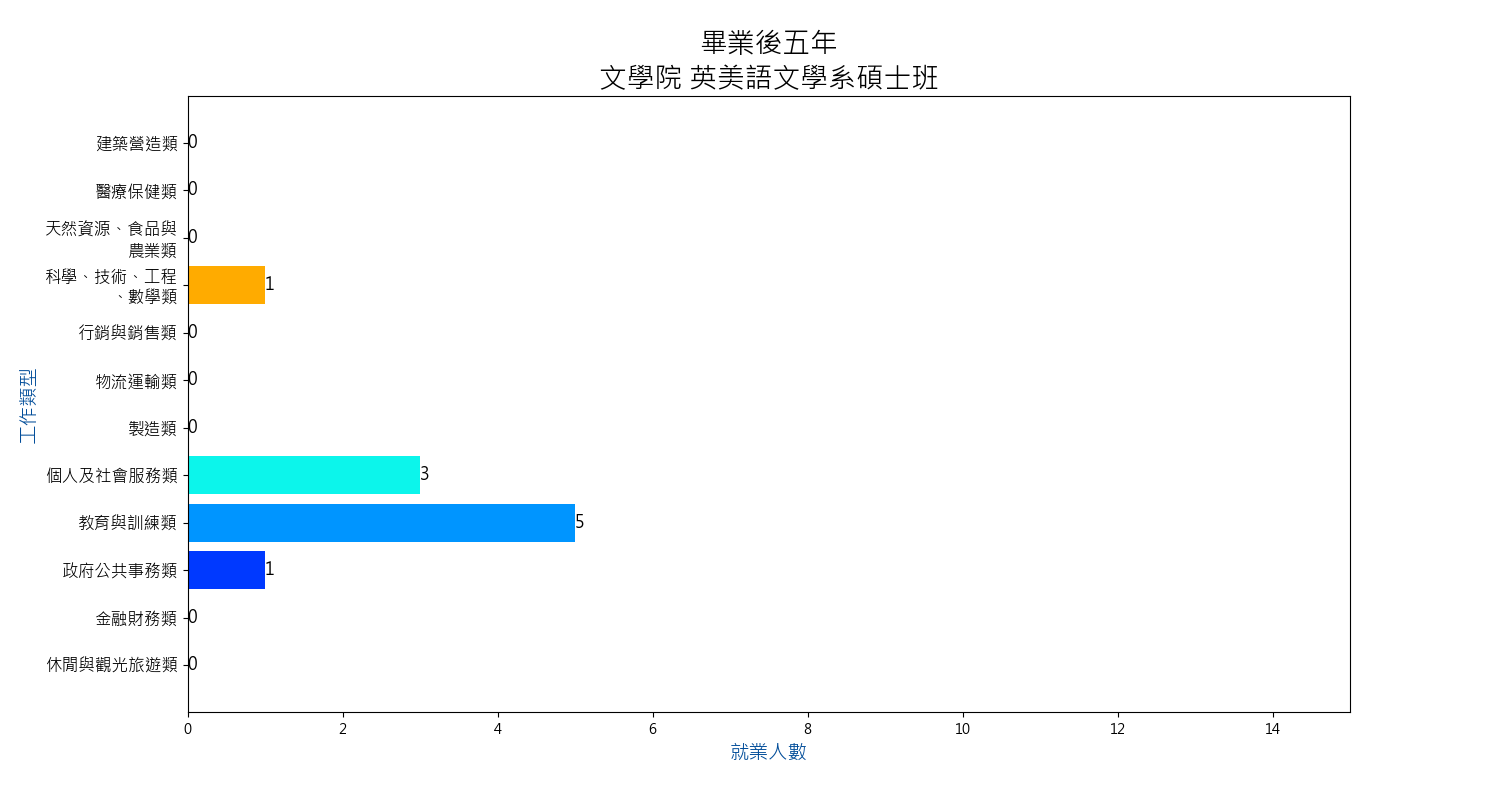 畢業後五年
文學院 英美語文學系碩士班
工作類型
建築營造類 0
醫療保健類 0
天然資源、食品與
農業類 0
科學、技術、工程
、數學類 1
行銷與銷售類 0
物流運輸類 0
製造類 0
個人及社會服務類 3
教育與訓練類 5
政府公共事務類 1
金融財務類 0
休閒與觀光旅遊類 0
0 2 4 6 8 10 12 14
就業人數